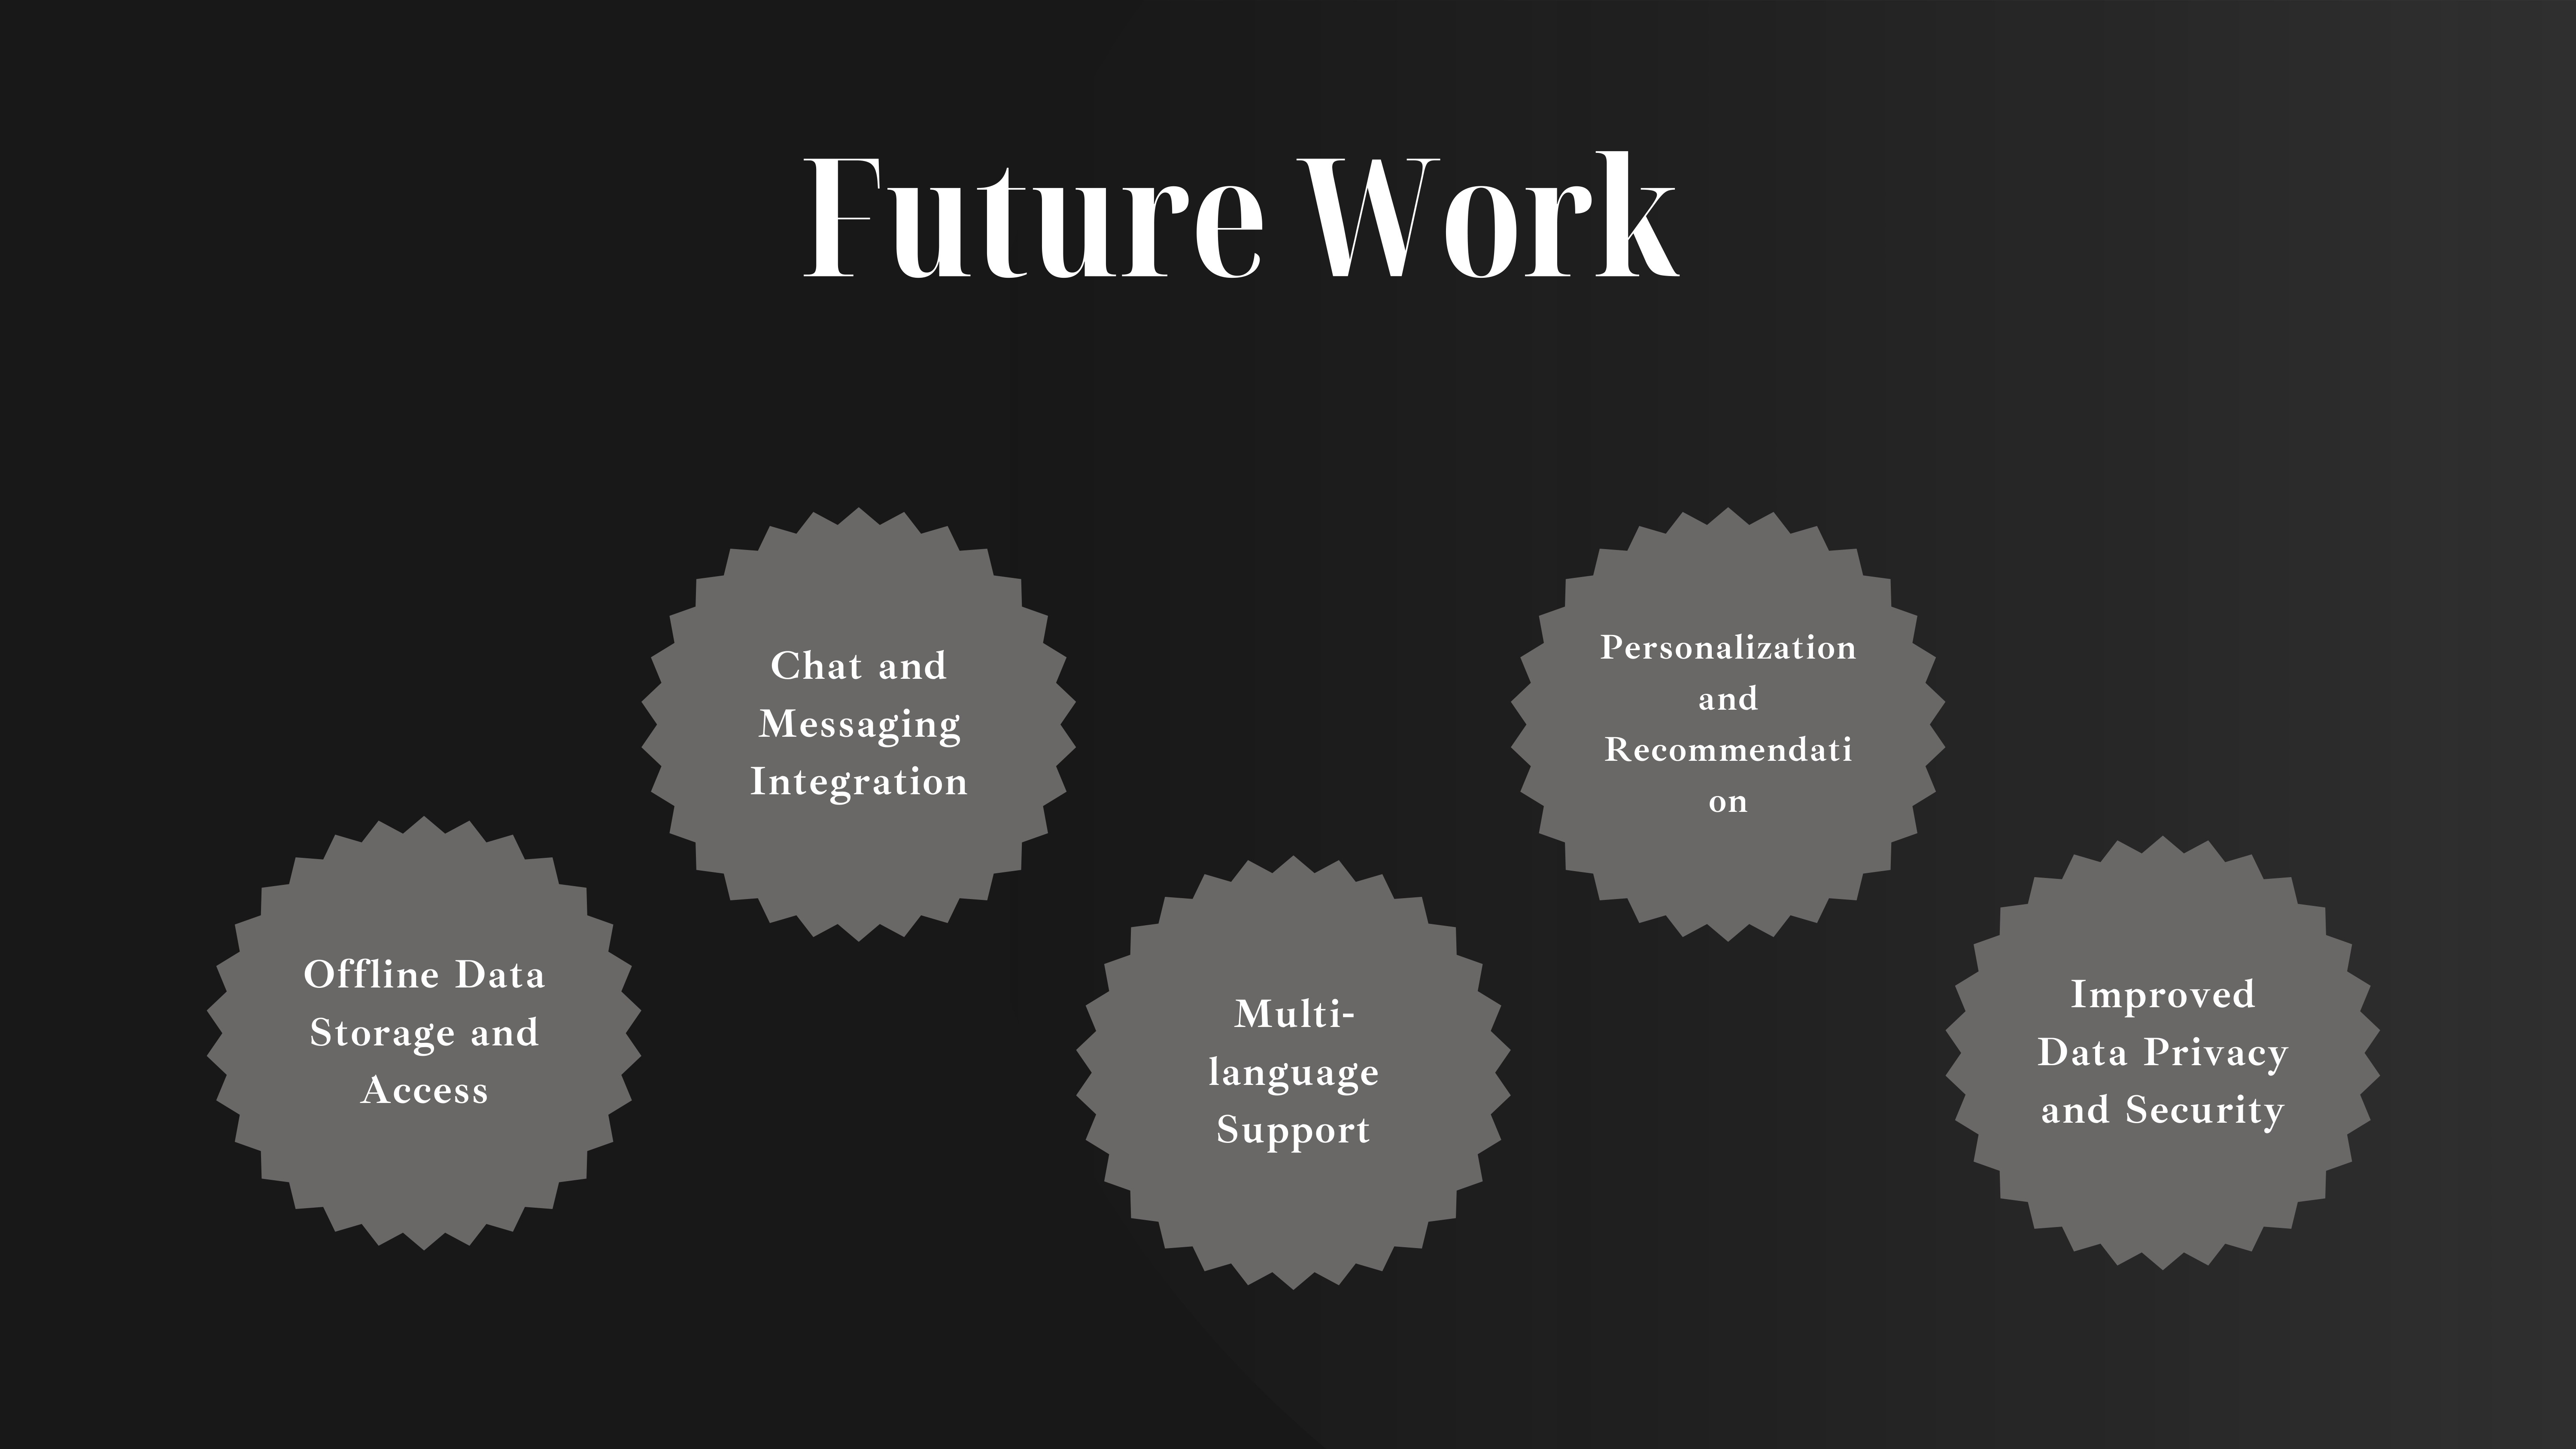 Future Work
Offline Data
Storage and
Access
Chat and
Messaging
Integration
Multi-
language
Support
Personalization
and
Recommendati
on
Improved
Data Privacy
and Security